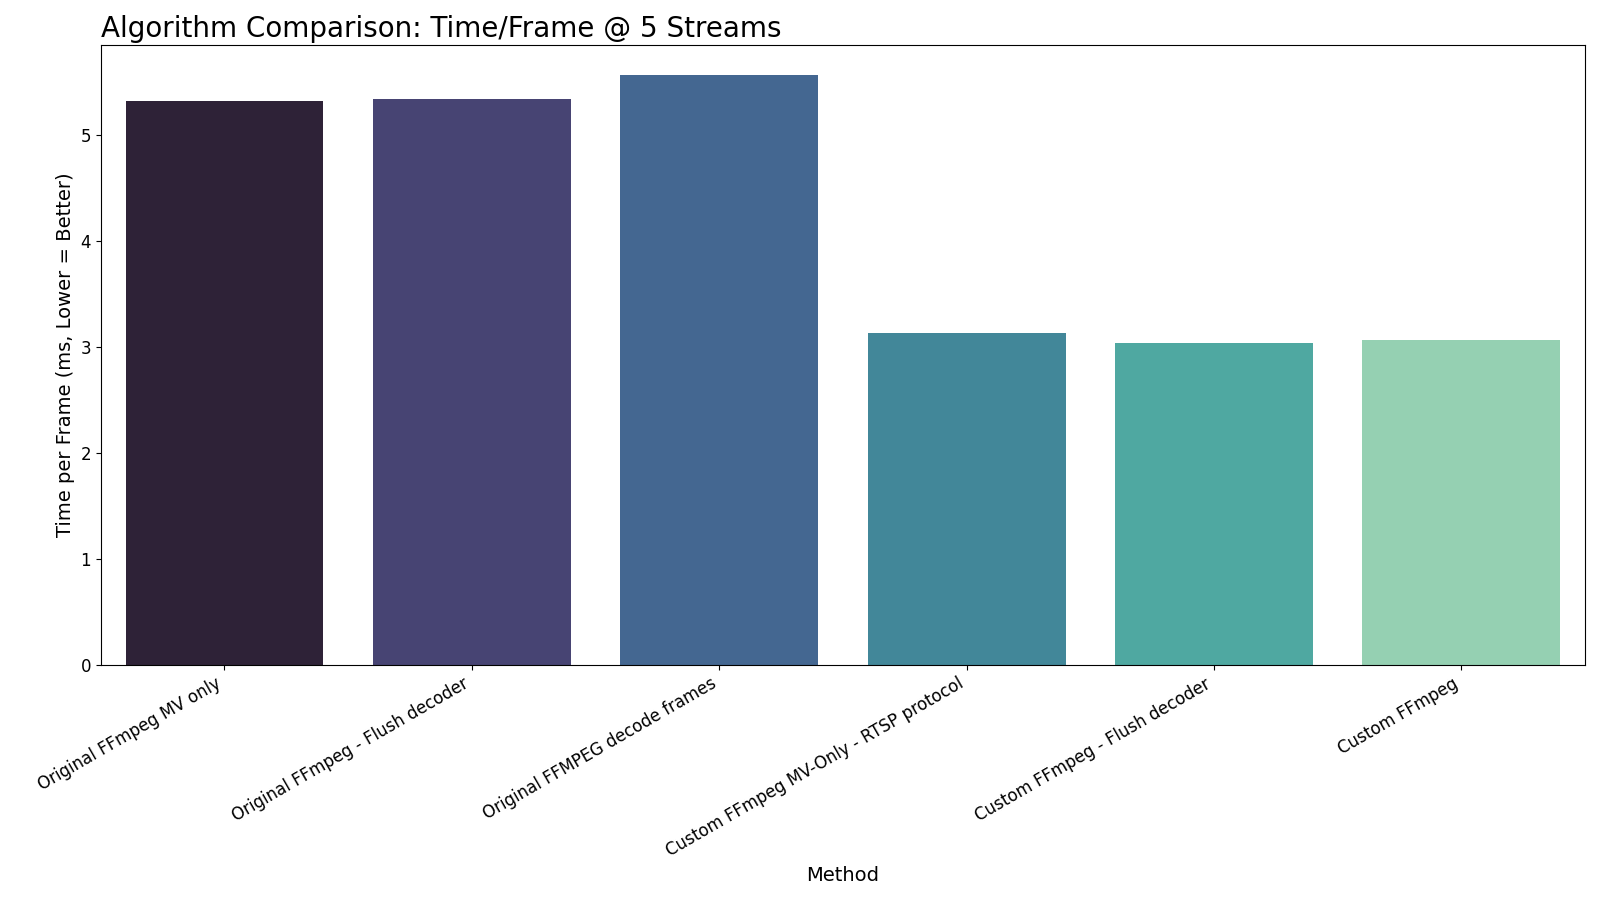 Algorithm Comparison: Time/Frame @ 5 Streams
Time per Frame (ms, Lower = Better)
5
4
3
2
1
0
Original FFmpeg MV only
Original FFmpeg - Flush decoder
Original FFMPEG decode frames
Custom FFmpeg MV-Only - RTSP protocol
Custom FFmpeg - Flush decoder
Custom FFmpeg
Method